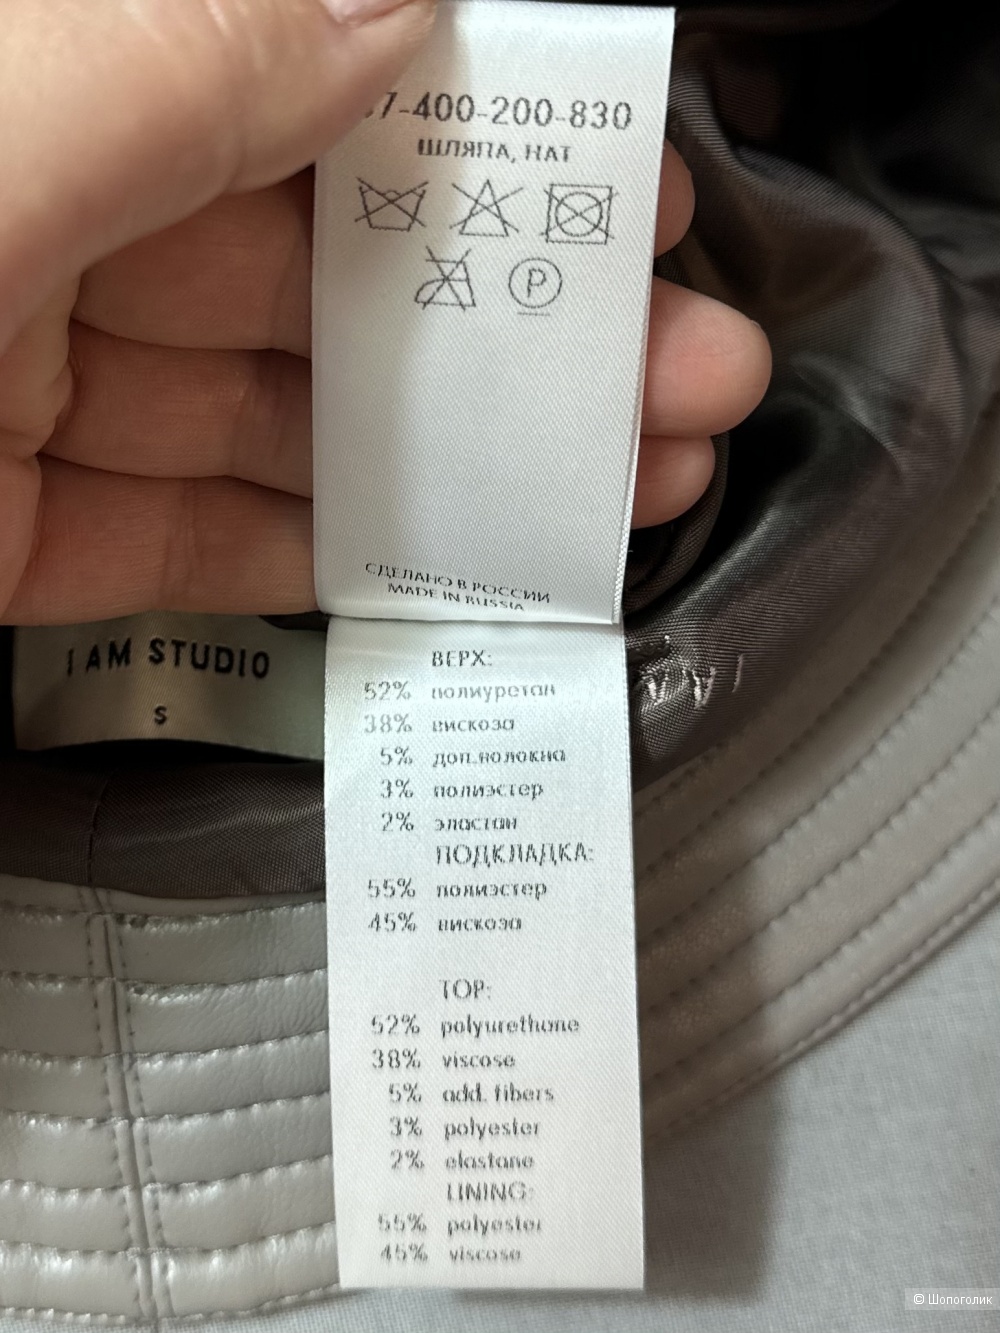 7-400-200-830
ШЛЯПА, HAT
P
СДЕЛАНО В РОССИИ
MADE IN RUSSIA
I AM STUDIO
S
ВЕРХ:
52% полиуретан
38% вискоза
5% доп.волокна
3% полиэстер
2% эластан
ПОДКЛАДКА:
55% полиэстер
45% вискоза
TOP:
52% polyurethane
38% viscose
5% add. fibers
3% polyester
2% elastane
LINING:
55% polyester
45% viscose
© Шопоголик